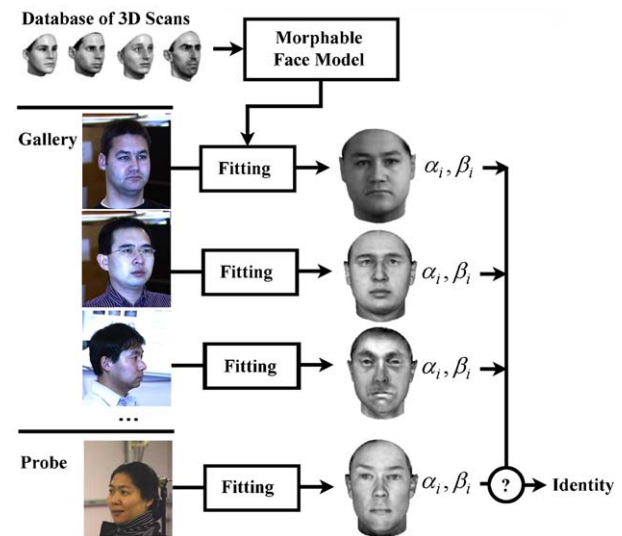 Database of 3D Scans
Morphable
Face Model
Gallery
Fitting
αᵢ, βᵢ
Fitting
αᵢ, βᵢ
Fitting
αᵢ, βᵢ
...
Probe
Fitting
αᵢ, βᵢ
?
Identity